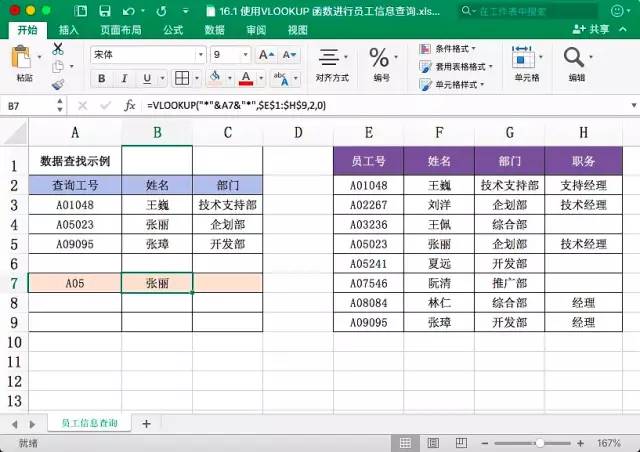 16.1 使用VLOOKUP 函数进行员工信息查询.xls...
在工作表中搜索
开始 插入 页面布局 公式 数据 审阅 视图 共享
粘贴 宋体 9 对齐方式 % 编号 条件格式 套用表格格式 单元格样式 单元格 编辑
B I U A A abc
B7 fx =VLOOKUP("*"&A7&"*",$E$1:$H$9,2,0)
A B C D E F G H
1 数据查找示例 员工号 姓名 部门 职务
2 查询工号 姓名 部门 A01048 王巍 技术支持部 支持经理
3 A01048 王巍 技术支持部 A02267 刘洋 企划部 技术经理
4 A05023 张丽 企划部 A03236 王佩 综合部
5 A09095 张璋 开发部 A05023 张丽 企划部 技术经理
6 A05241 夏远 开发部
7 A05 张丽 A07546 阮清 推广部
8 A08084 林仁 综合部 经理
9 A09095 张璋 开发部 经理
10
11
12
13
员工信息查询 +
就绪 167%